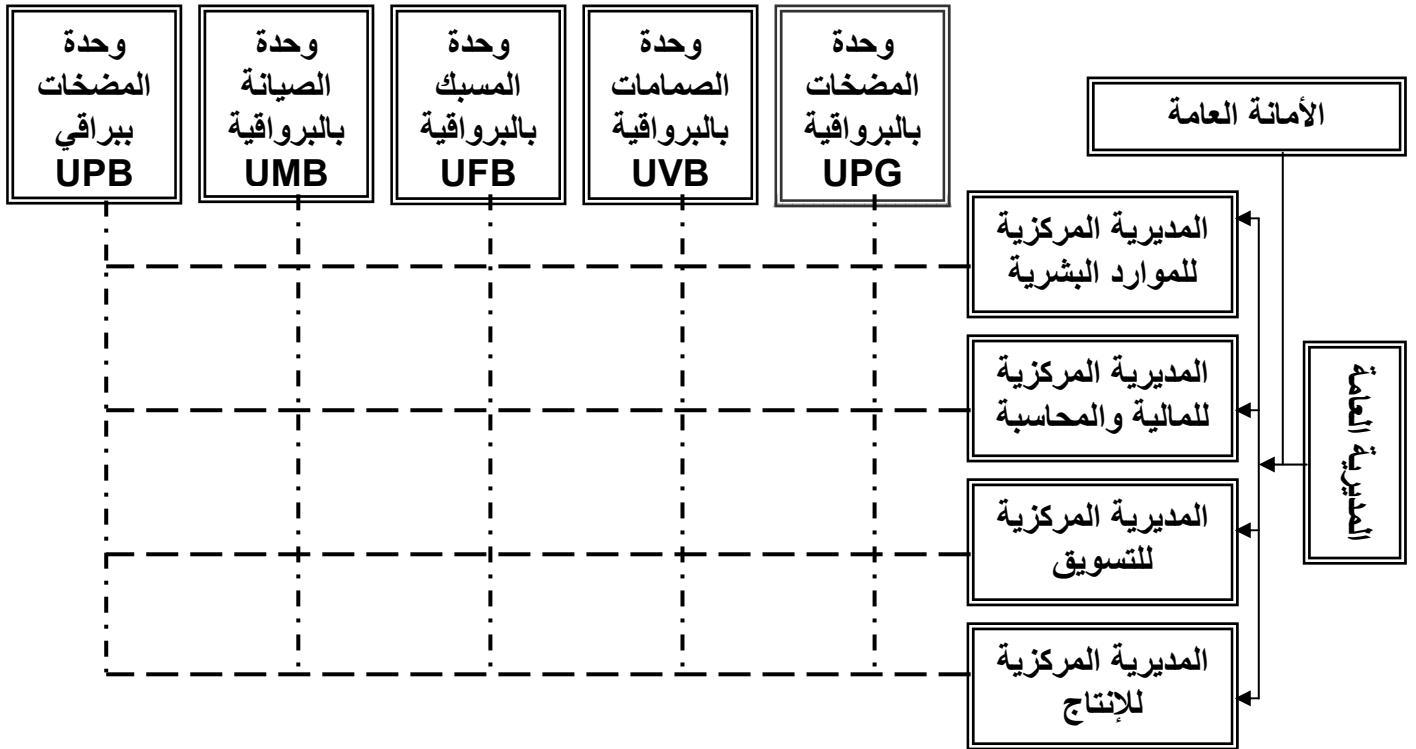 وحدة
المضخات
بالبرواقية
UPG
وحدة
الصمامات
بالبرواقية
UVB
وحدة
المسبك
بالبرواقية
UFB
وحدة
الصيانة
بالبرواقية
UMB
وحدة
المضخات
ببراقي
UPB
الأمانة العامة
المديرية العامة
المديرية المركزية
للموارد البشرية
المديرية المركزية
للمالية والمحاسبة
المديرية المركزية
للتسويق
المديرية المركزية
للإنتاج